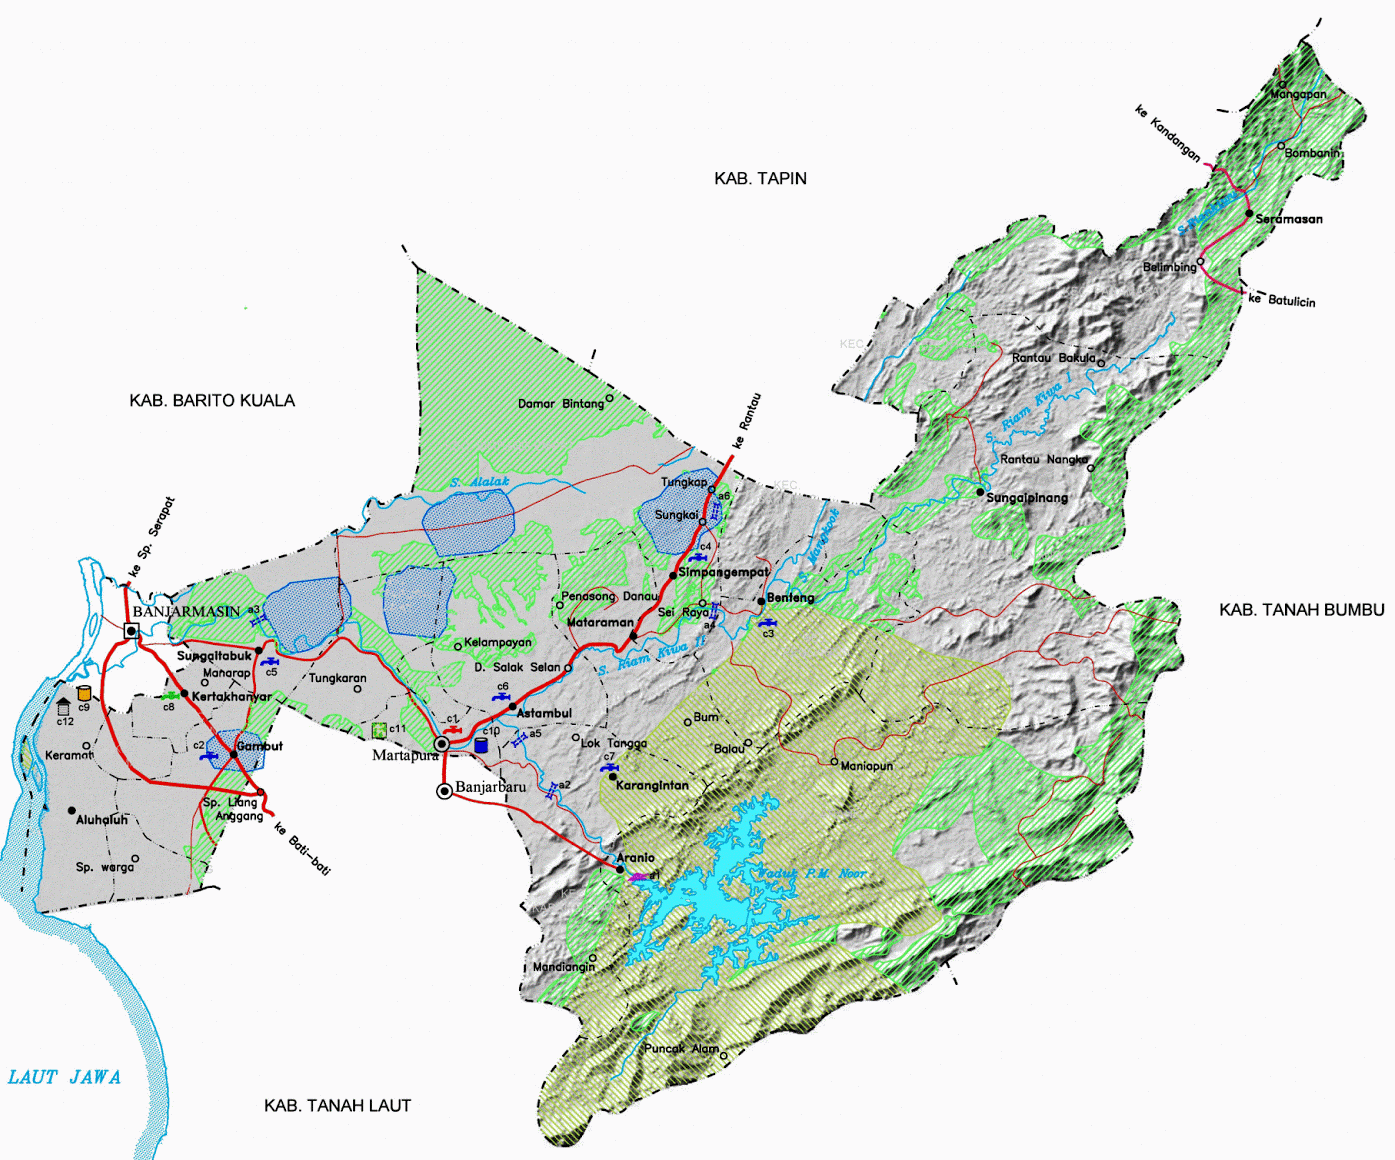 Mangapan
ke Kandangan
Bombanin
KAB. TAPIN
Seramasan
Belimbing
ke Batulicin
KEC.
Rantau Bakula
S. Riam Kiwa I
KAB. BARITO KUALA
Damar Bintang
ke Rantau
Rantau Nangka
Sungaipinang
S. Alalak
Tungkap
a6
KEC.
Sungkai
ke Sp. Serapat
S. Mangkook
c4
Simpangempat
BANJARMASIN
a3
Penasong Danau
Sei Raya
a4
Benteng
c3
KAB. TANAH BUMBU
Mataraman
Kelampayan
S. Riam Kiwa II
Sungaitabuk
c5
D. Salak Selan
Manarap
Tungkaran
Kertakhanyar
c8
c9
c12
c6
Astambul
Bum
c11
c1
c10
a5
Lok Tangga
Balau
Keramat
c2
Gambut
Martapura
c7
Maniapun
Karangintan
Banjarbaru
a2
Sp. Liang
Anggang
Aluhaluh
ke Bati-bati
Sp. warga
Aranio
a1
Waduk P.M. Noor
Mandiangin
Puncak Alam
LAUT JAWA
KAB. TANAH LAUT